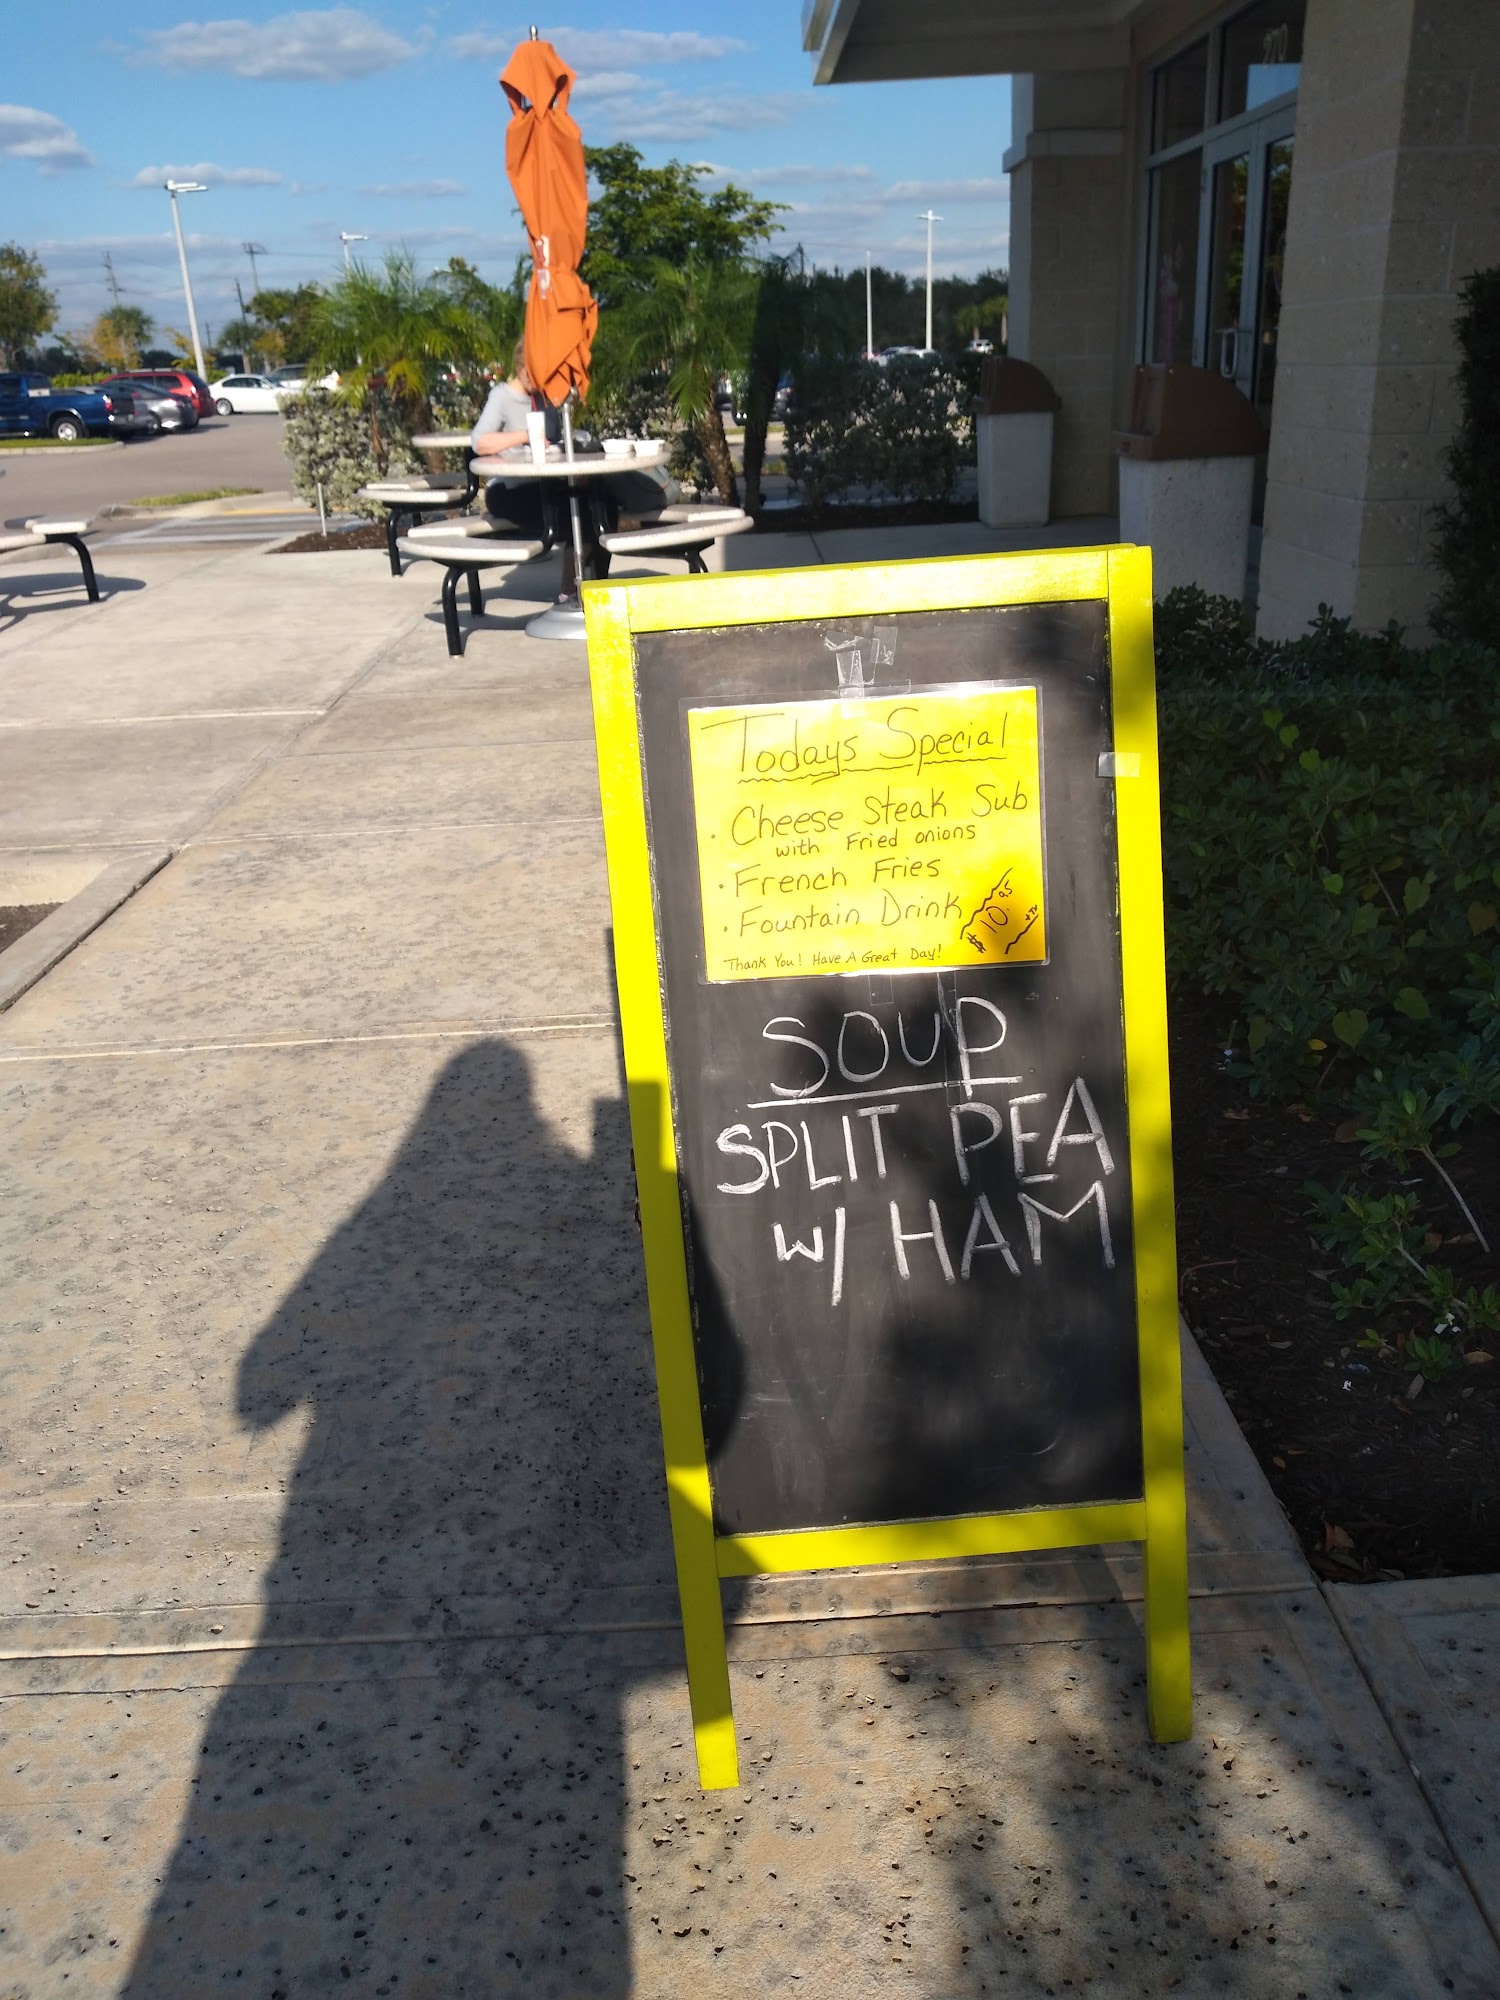 Todays Special
· Cheese Steak Sub
with Fried onions
· French Fries
· Fountain Drink
$10.95
+Tx
Thank You! Have A Great Day!
SOUP
SPLIT PEA
W/ HAM